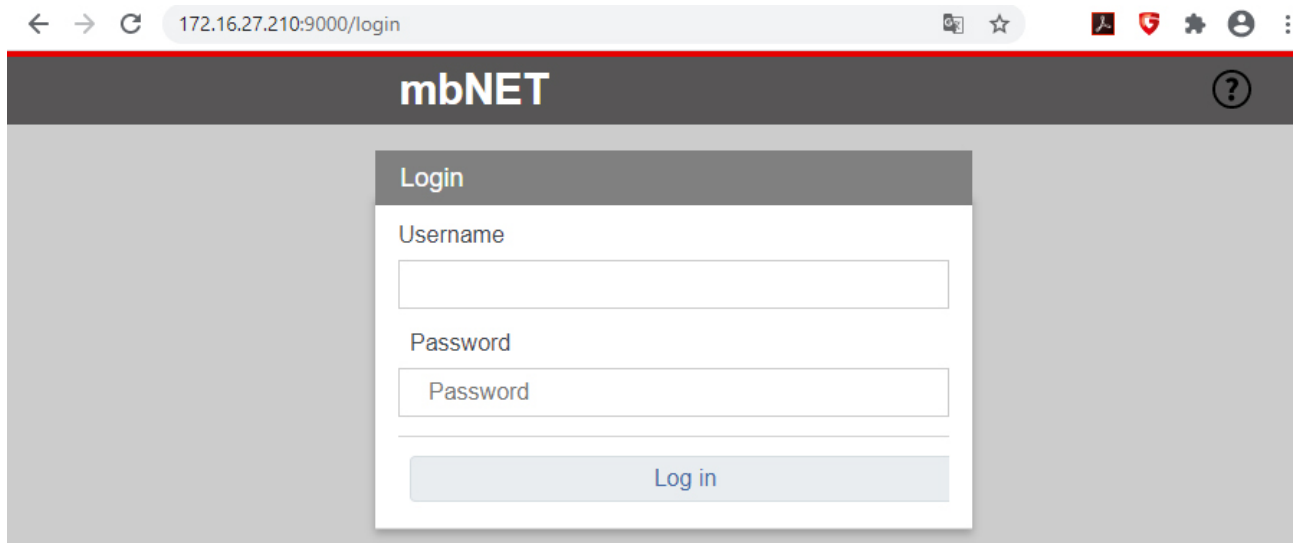 172.16.27.210:9000/login
mbNET
?
Login
Username
Password
Password
Log in